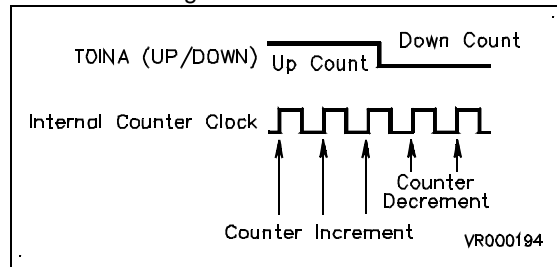 TOINA (UP/DOWN)
Up Count
Down Count
Internal Counter Clock
Counter
Decrement
Counter Increment
VR000194